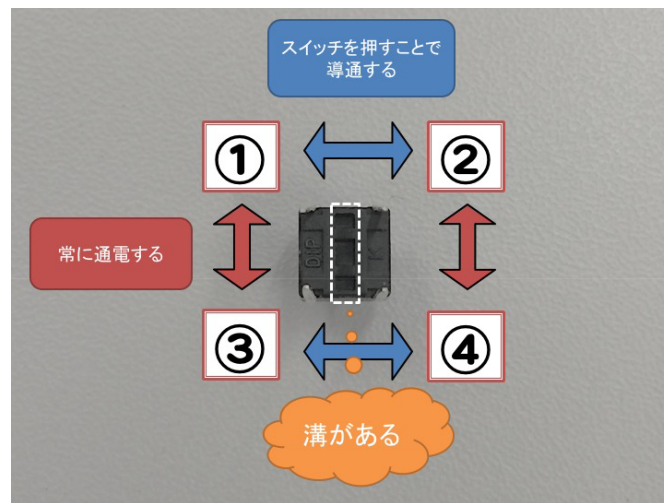 スイッチを押すことで
導通する
①
②
常に通電する
③
④
溝がある